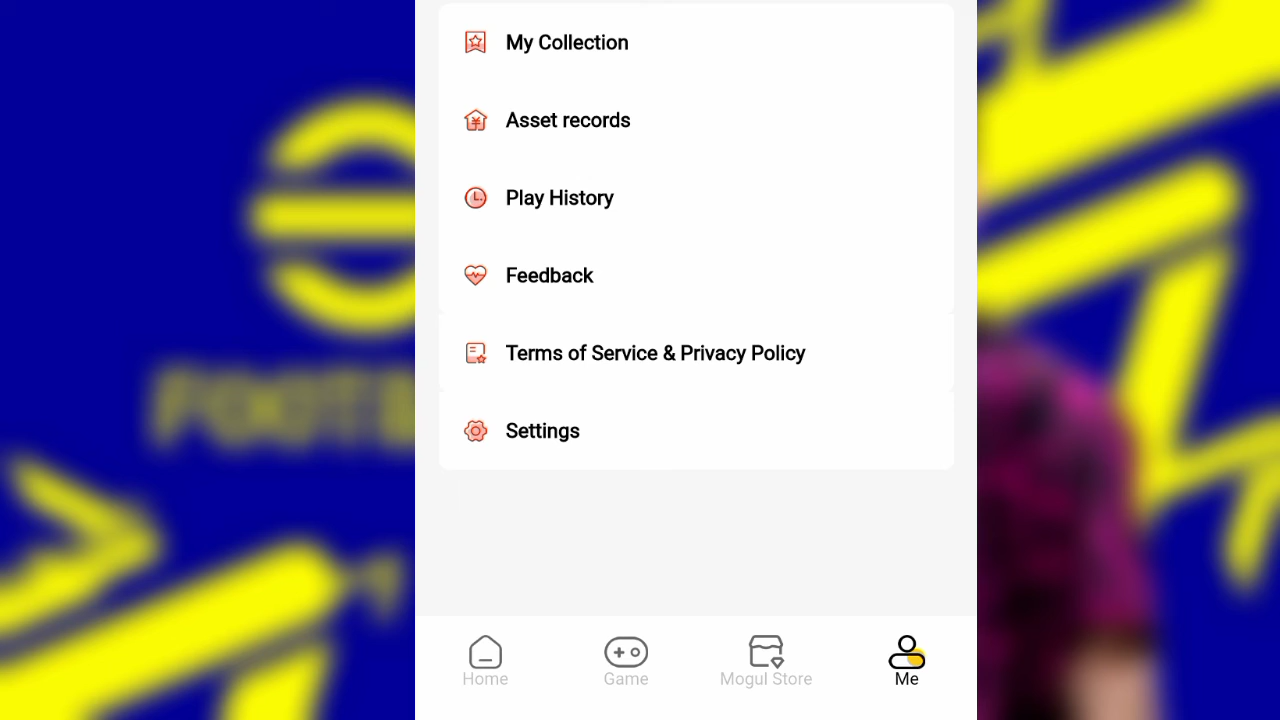 My Collection
Asset records
Play History
Feedback
Terms of Service & Privacy Policy
Settings
Home
Game
Mogul Store
Me